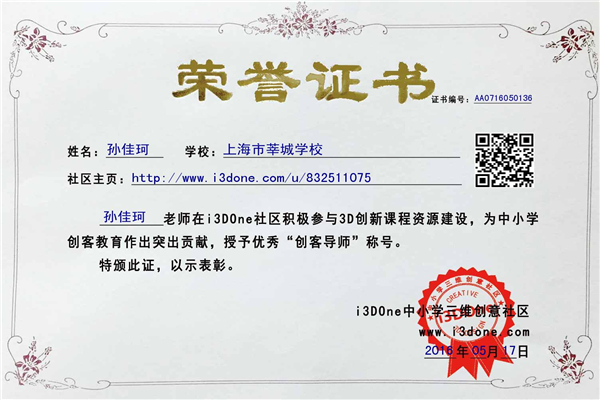 荣誉证书
证书编号：AA0716050136
姓名：孙佳珂 学校：上海市莘城学校
社区主页：http://www.i3done.com/u/832511075
孙佳珂 老师在i3DOne社区积极参与3D创新课程资源建设，为中小学
创客教育作出突出贡献，授予优秀“创客导师”称号。
特颁此证，以示表彰。
i3DOne中小学三维创意社区
www.i3done.com
2016年05月17日
中小学三维创意社区
CREATIVE
i3DOne